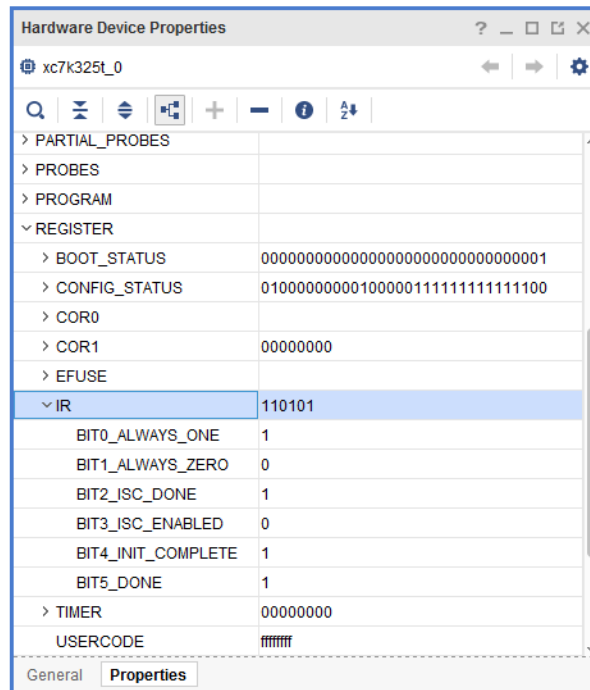 Hardware Device Properties
xc7k325t_0
> PARTIAL_PROBES
> PROBES
> PROGRAM
REGISTER
> BOOT_STATUS 00000000000000000000000000000001
> CONFIG_STATUS 01000000000100000111111111111100
> COR0
> COR1 00000000
> EFUSE
IR 110101
BIT0_ALWAYS_ONE 1
BIT1_ALWAYS_ZERO 0
BIT2_ISC_DONE 1
BIT3_ISC_ENABLED 0
BIT4_INIT_COMPLETE 1
BIT5_DONE 1
> TIMER 00000000
USERCODE ffffffff
General Properties